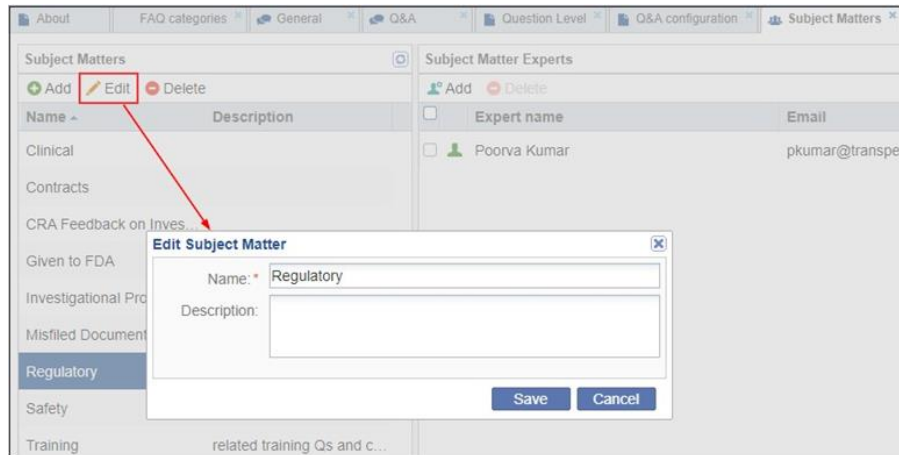 About FAQ categories General Q&A Question Level Q&A configuration Subject Matters
Subject Matters
Add Edit Delete
Name Description
Clinical
Contracts
CRA Feedback on Inves...
Given to FDA
Investigational Pro
Misfiled Document
Regulatory
Safety
Training related training Qs and c...
Subject Matter Experts
Add Delete
Expert name Email
Poorva Kumar pkumar@transpe
Edit Subject Matter
Name:* Regulatory
Description:
Save Cancel